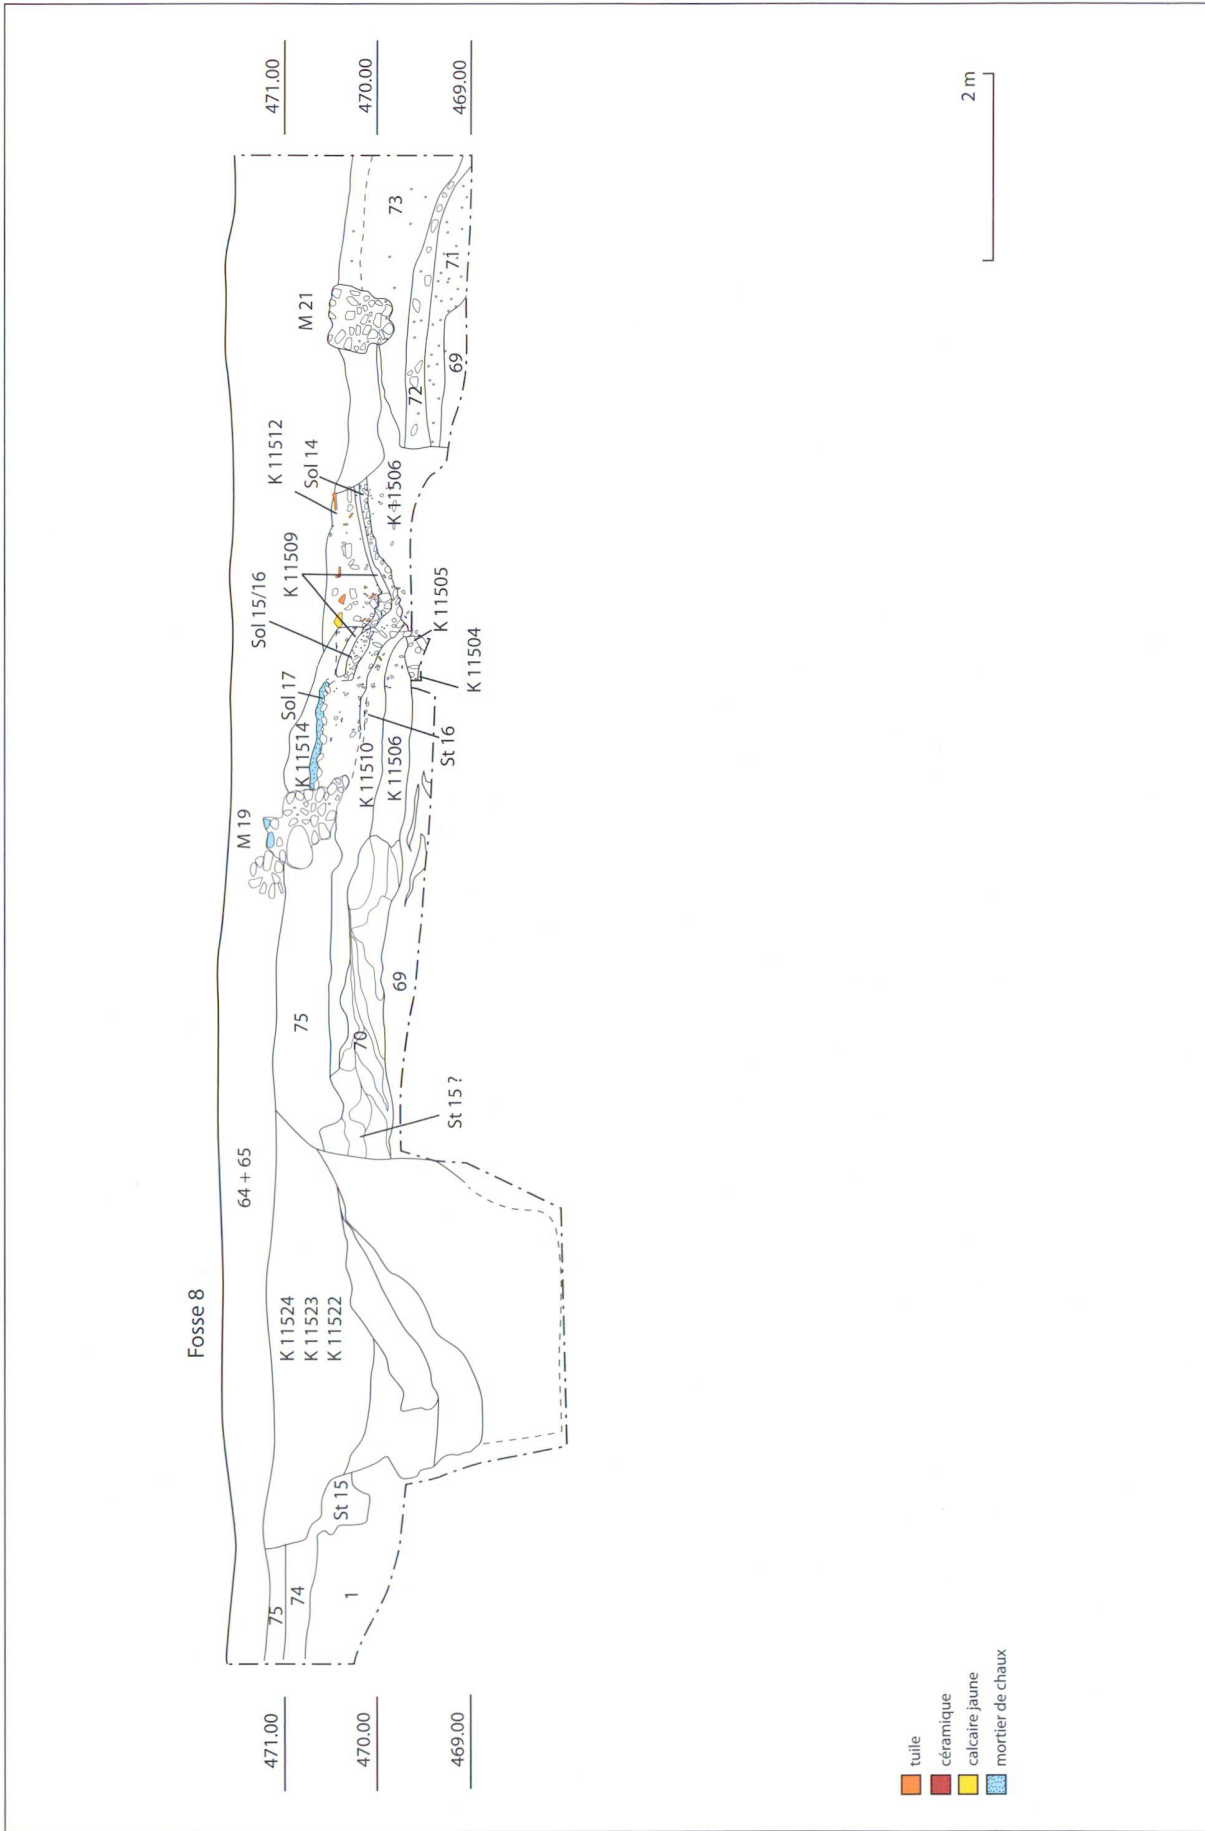 Fosse 8
471.00
470.00
469.00
471.00
470.00
469.00
64 + 65
75
74
1
St 15
K 11524
K 11523
K 11522
St 15 ?
75
70
69
M 19
K 11514
Sol 17
K 11510
K 11506
St 16
Sol 15/16
K 11509
K 11504
K 11505
K 11512
Sol 14
K 11506
M 21
72
69
71
73
tuile
céramique
calcaire jaune
mortier de chaux
2 m